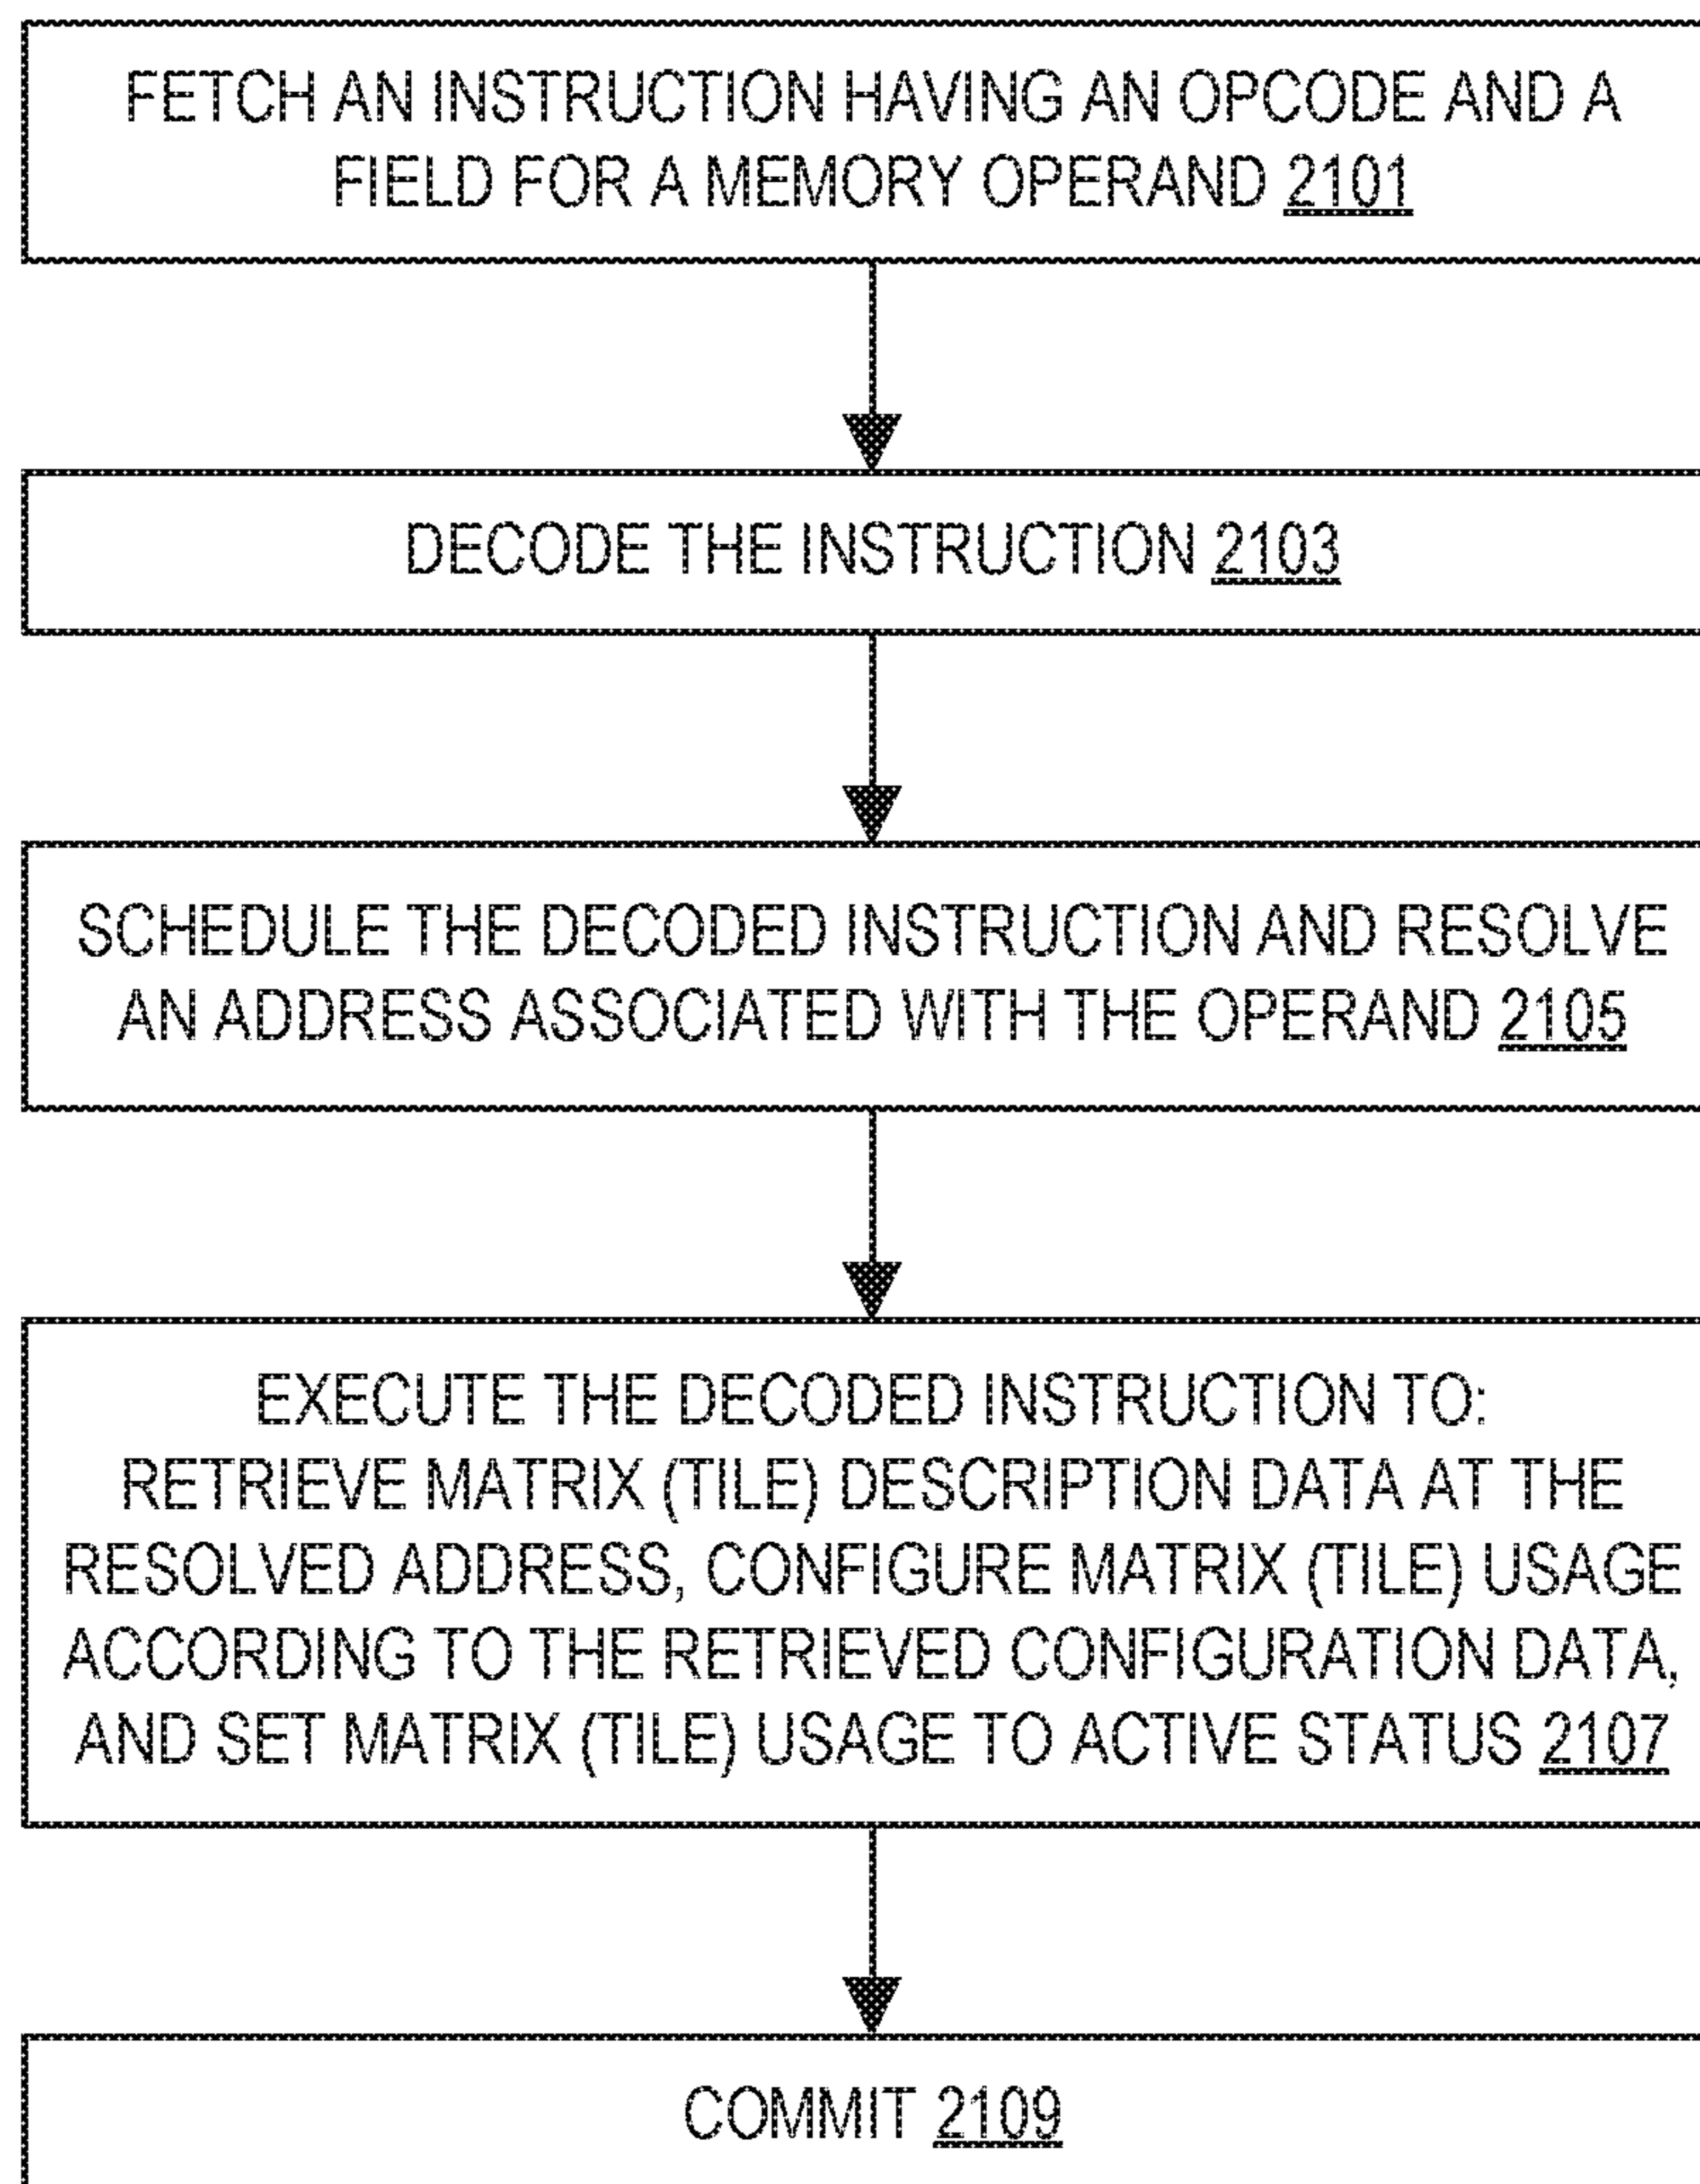 FETCH AN INSTRUCTION HAVING AN OPCODE AND A
FIELD FOR A MEMORY OPERAND 2101
DECODE THE INSTRUCTION 2103
SCHEDULE THE DECODED INSTRUCTION AND RESOLVE
AN ADDRESS ASSOCIATED WITH THE OPERAND 2105
EXECUTE THE DECODED INSTRUCTION TO:
RETRIEVE MATRIX (TILE) DESCRIPTION DATA AT THE
RESOLVED ADDRESS, CONFIGURE MATRIX (TILE) USAGE
ACCORDING TO THE RETRIEVED CONFIGURATION DATA,
AND SET MATRIX (TILE) USAGE TO ACTIVE STATUS 2107
COMMIT 2109